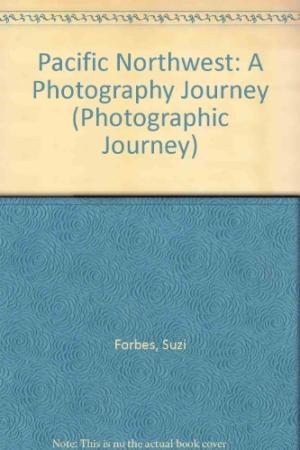 Pacific Northwest: A
Photography Journey
(Photographic
Journey)
Forbes, Suzi
Note: This is no the actual book cover